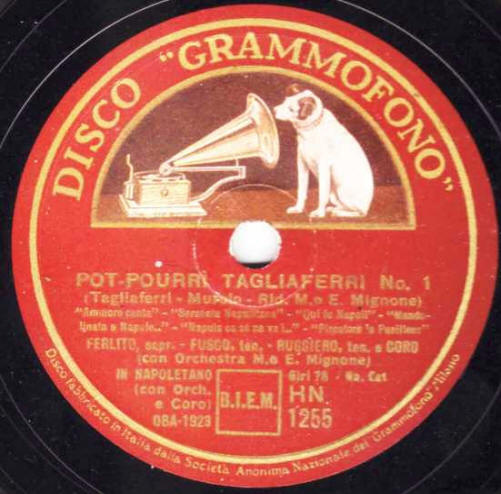 DISCO "GRAMMOFONO"
POT-POURRI TAGLIAFERRI No. 1
(Tagliaferri - Murolo - Rid. M.o E. Mignone)
"Ammore canta" - "Serenata Napulitana" - "Qui fu Napoli" - "Mando-
linata a Napule..." - "Napule ca se ne va!.." - "Piscatore 'e Pusilleco"
FERLITO, sopr. - FUSCO, ten. - RUGGIERO, ten. e CORO
(con Orchestra M.o E. Mignone)
IN NAPOLETANO
(con Orch.
e Coro)
OBA-1923
B.I.E.M.
Giri 78 - No. Cat
HN.
1255
Disco fabbricato in Italia dalla Società Anonima Nazionale del Grammofono Milano